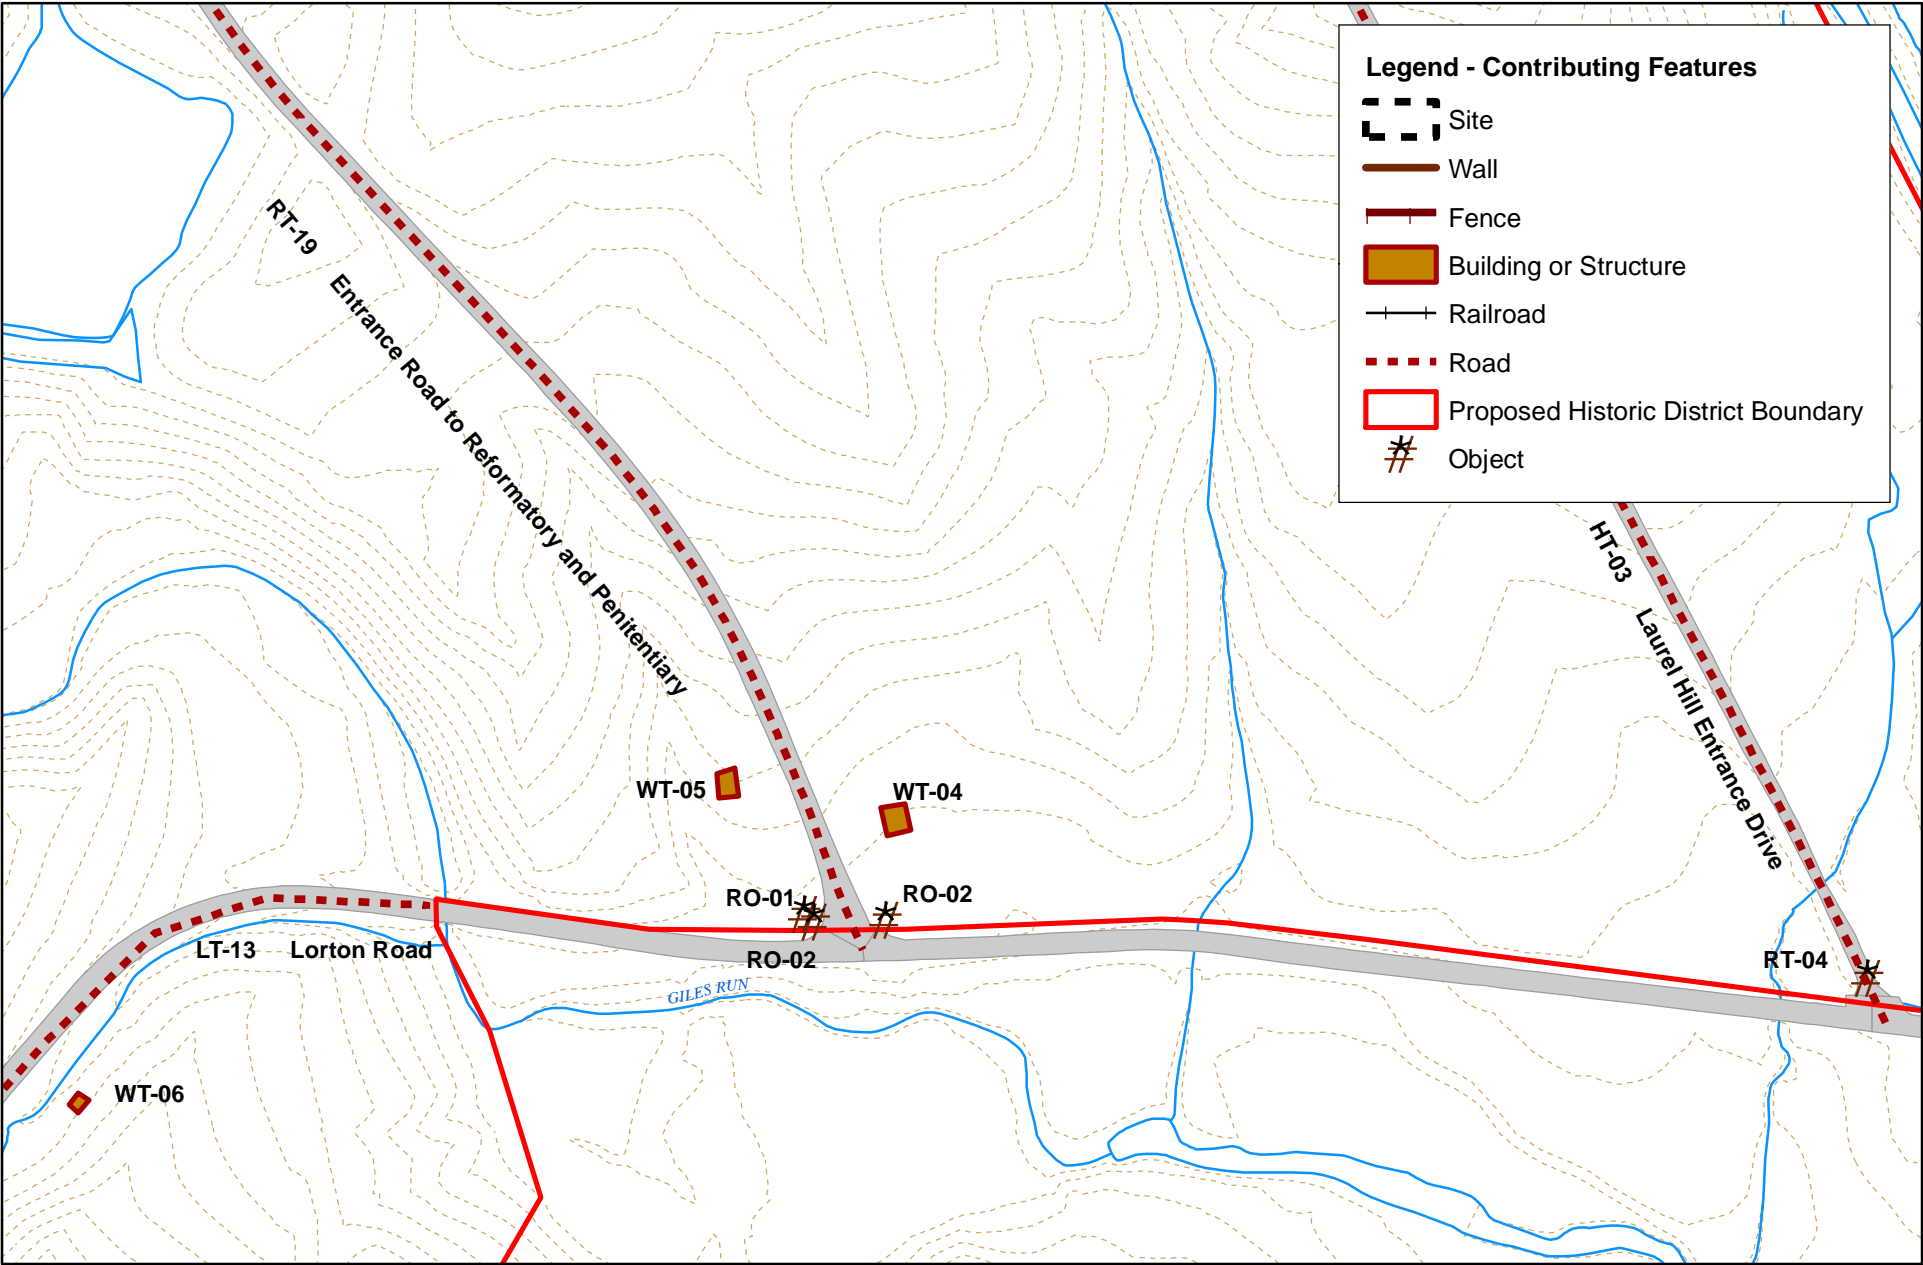 Legend - Contributing Features
Site
Wall
Fence
Building or Structure
Railroad
Road
Proposed Historic District Boundary
Object
RT-19 Entrance Road to Reformatory and Penitentiary
HT-03 Laurel Hill Entrance Drive
WT-05
WT-04
RO-01
RO-02
LT-13 Lorton Road
RO-02
RT-04
GILES RUN
WT-06